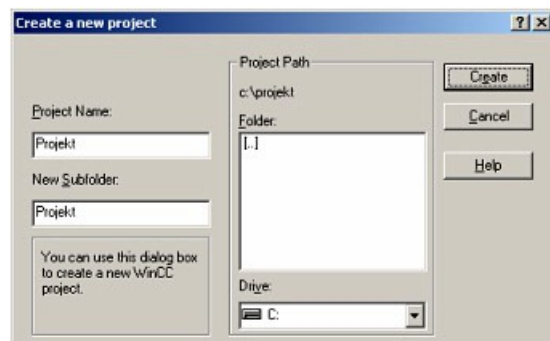 Create a new project
Project Name:
Projekt
New Subfolder:
Projekt
You can use this dialog box
to create a new WinCC
project.
Project Path
c:\projekt
Folder:
[..]
Drive:
C:
Create
Cancel
Help